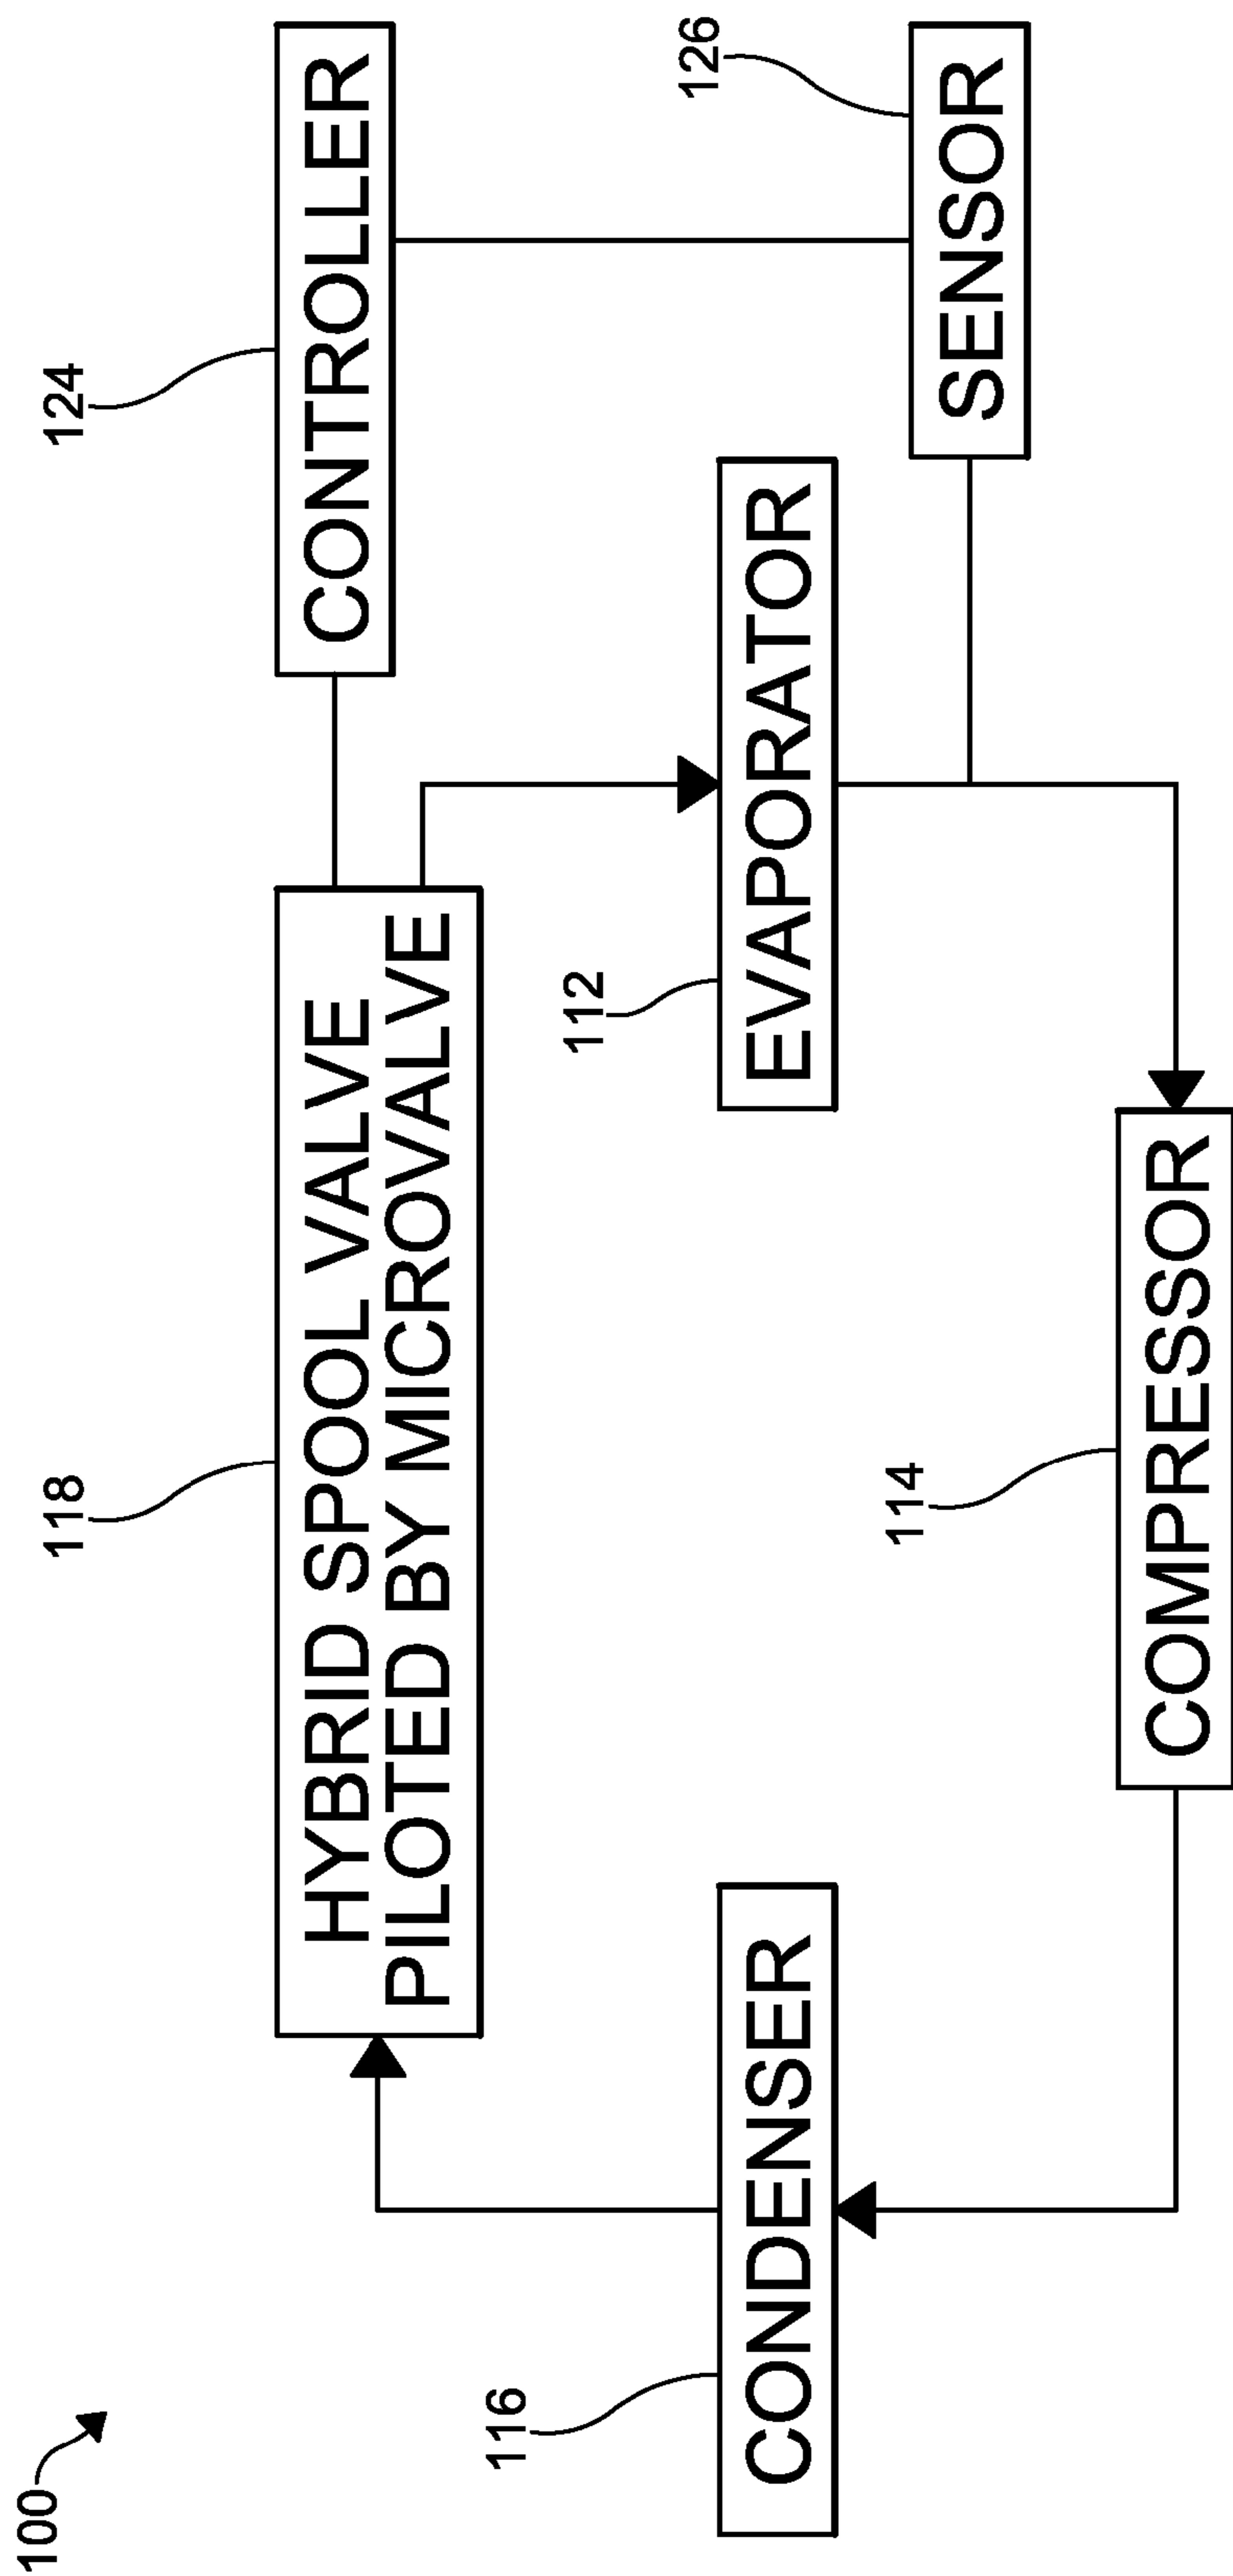 100
118
124
HYBRID SPOOL VALVE
PILOTED BY MICROVALVE
CONTROLLER
116
112
126
CONDENSER
EVAPORATOR
114
SENSOR
COMPRESSOR